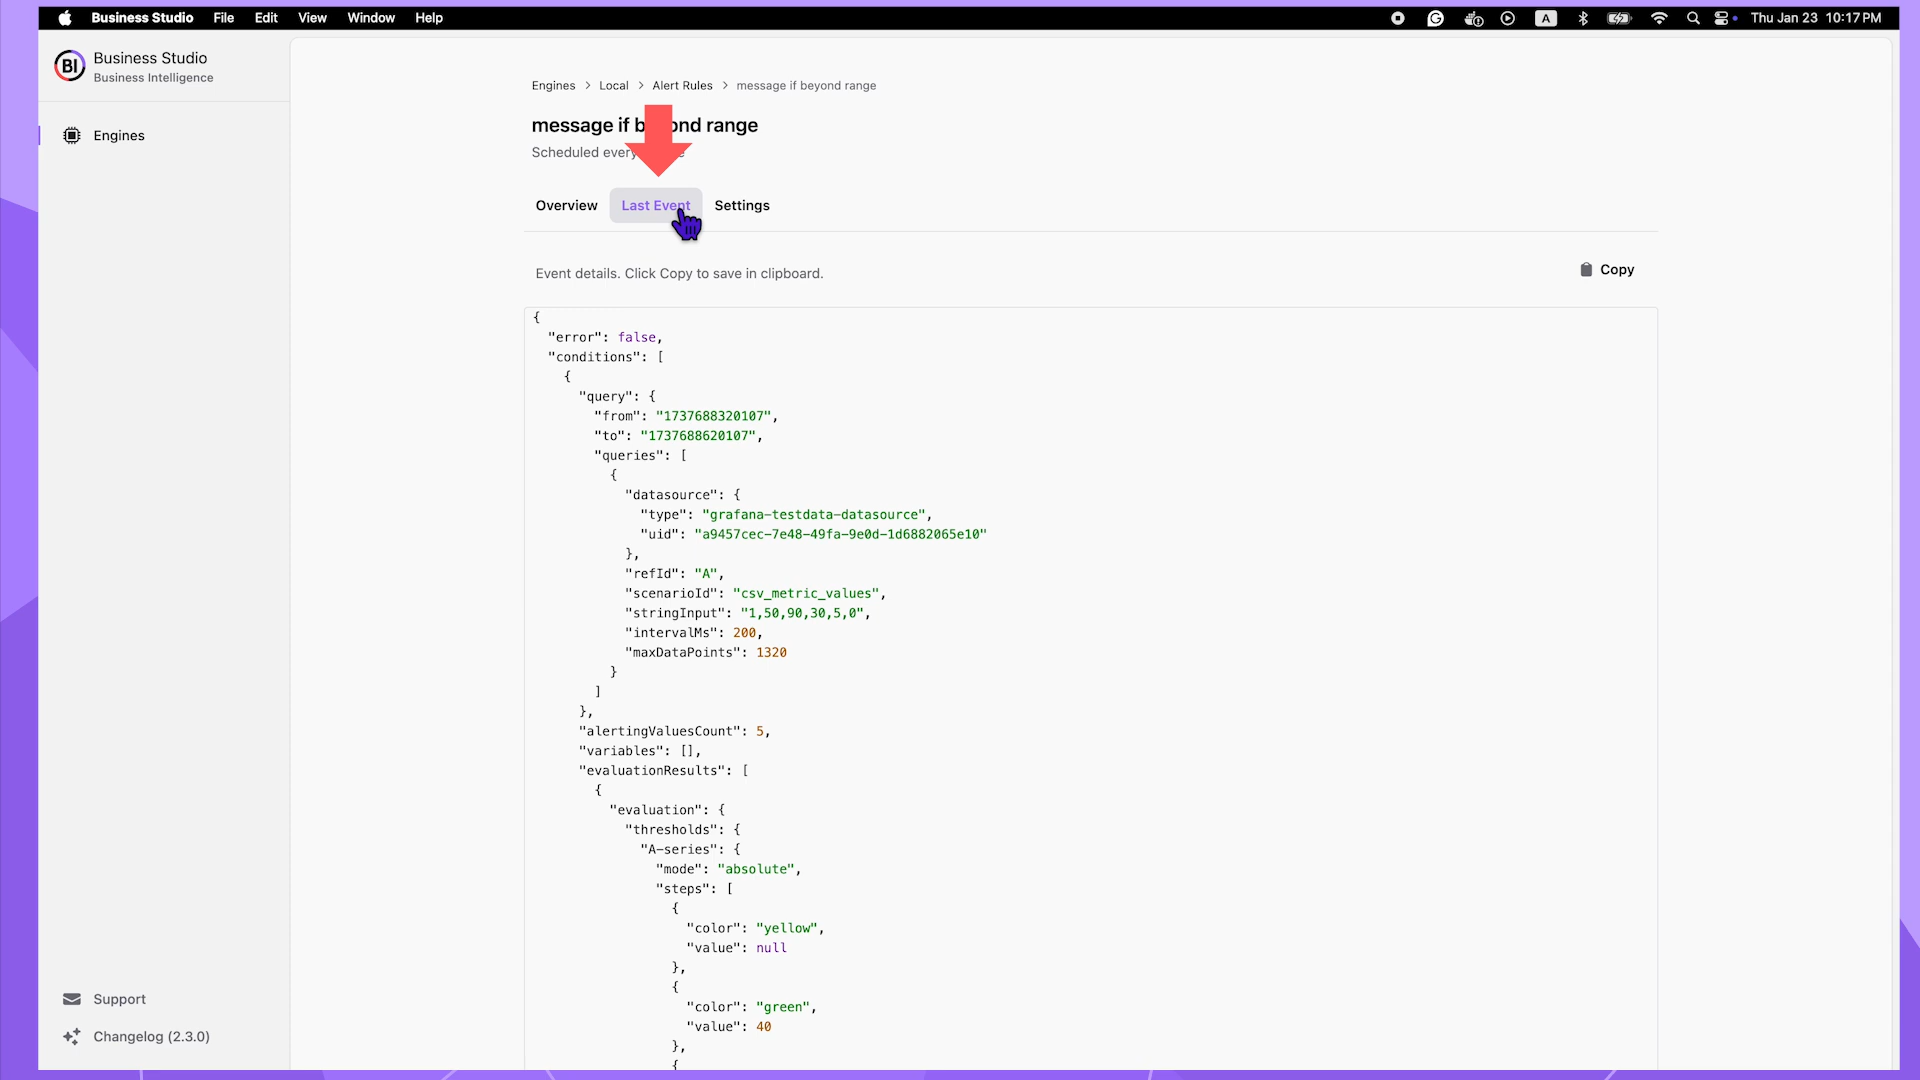 Business Studio File Edit View Window Help
A Thu Jan 23 10:17 PM
BI Business Studio
Business Intelligence
Engines
Support
Changelog (2.3.0)
Engines > Local > Alert Rules > message if beyond range
message if b ond range
Scheduled every
Overview Last Event Settings
Event details. Click Copy to save in clipboard.
Copy
{
"error": false,
"conditions": [
{
"query": {
"from": "1737688320107",
"to": "1737688620107",
"queries": [
{
"datasource": {
"type": "grafana-testdata-datasource",
"uid": "a9457cec-7e48-49fa-9e0d-1d6882065e10"
},
"refId": "A",
"scenarioId": "csv_metric_values",
"stringInput": "1,50,90,30,5,0",
"intervalMs": 200,
"maxDataPoints": 1320
}
]
},
"alertingValuesCount": 5,
"variables": [],
"evaluationResults": [
{
"evaluation": {
"thresholds": {
"A-series": {
"mode": "absolute",
"steps": [
{
"color": "yellow",
"value": null
},
{
"color": "green",
"value": 40
},
{